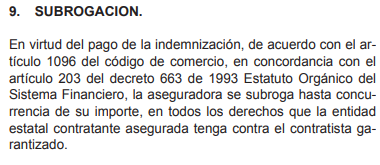 9. SUBROGACION.
En virtud del pago de la indemnización, de acuerdo con el ar-
tículo 1096 del código de comercio, en concordancia con el
artículo 203 del decreto 663 de 1993 Estatuto Orgánico del
Sistema Financiero, la aseguradora se subroga hasta concu-
rrencia de su importe, en todos los derechos que la entidad
estatal contratante asegurada tenga contra el contratista ga-
rantizado.